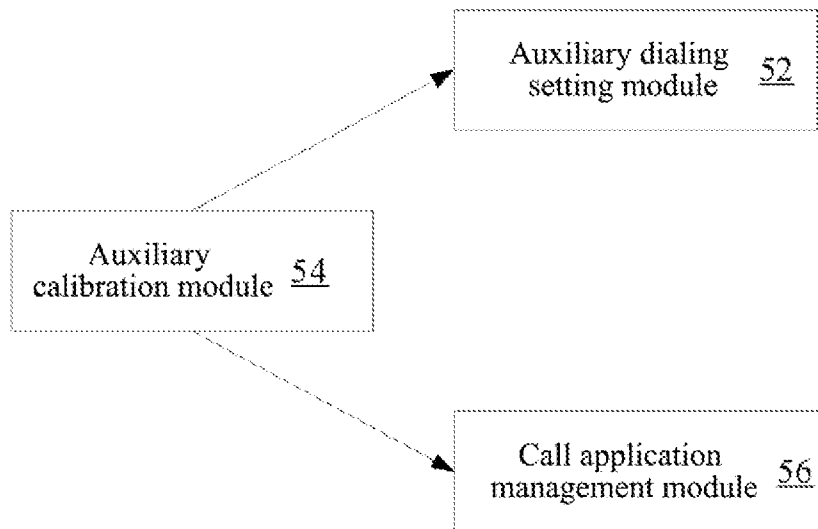 Auxiliary dialing
setting module 52
Auxiliary
calibration module 54
Call application
management module 56